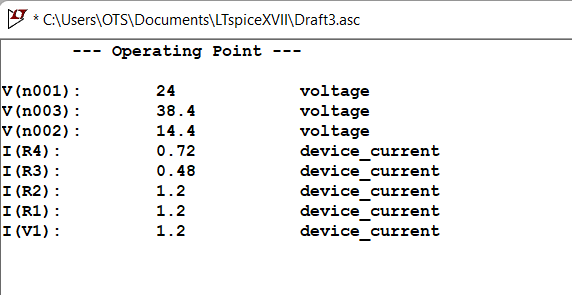 * C:\Users\OTS\Documents\LTspiceXVII\Draft3.asc
--- Operating Point ---
V(n001): 24 voltage
V(n003): 38.4 voltage
V(n002): 14.4 voltage
I(R4): 0.72 device_current
I(R3): 0.48 device_current
I(R2): 1.2 device_current
I(R1): 1.2 device_current
I(V1): 1.2 device_current